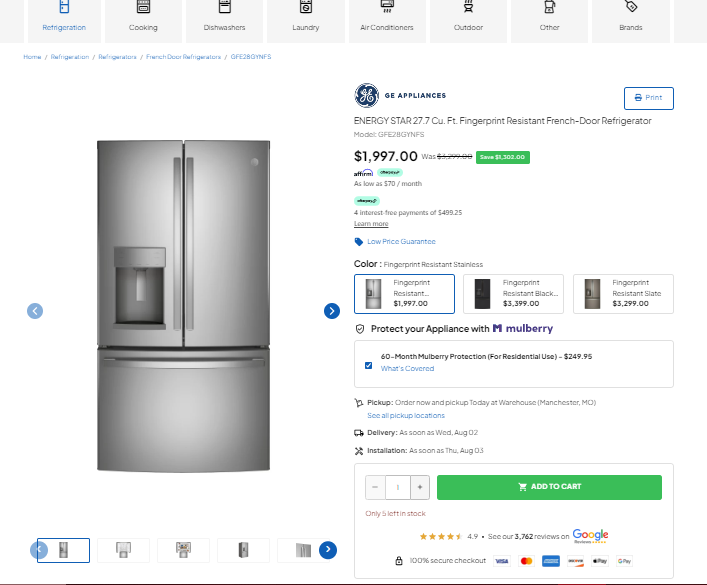 Refrigeration
Cooking
Dishwashers
Laundry
Air Conditioners
Outdoor
Other
Brands
Home / Refrigeration / Refrigerators / French Door Refrigerators / GFE28GYNFS
GE APPLIANCES
Print
ENERGY STAR 27.7 Cu. Ft. Fingerprint Resistant French-Door Refrigerator
Model: GFE28GYNFS
$1,997.00 Was $3,299.00 Save $1,302.00
affirm afterpay
As low as $70 / month
afterpay
4 interest-free payments of $499.25
Learn more
Low Price Guarantee
Color : Fingerprint Resistant Stainless
Fingerprint Resistant... $1,997.00
Fingerprint Resistant Black... $3,399.00
Fingerprint Resistant Slate $3,299.00
Protect your Appliance with M mulberry
60-Month Mulberry Protection (For Residential Use) - $249.95
What's Covered
Pickup: Order now and pickup Today at Warehouse (Manchester, MO)
See all pickup locations
Delivery: As soon as Wed, Aug 02
Installation: As soon as Thu, Aug 03
− 1 +
ADD TO CART
Only 5 left in stock
4.9 • See our 3,762 reviews on Google
Reviews
100% secure checkout VISA Pay G Pay